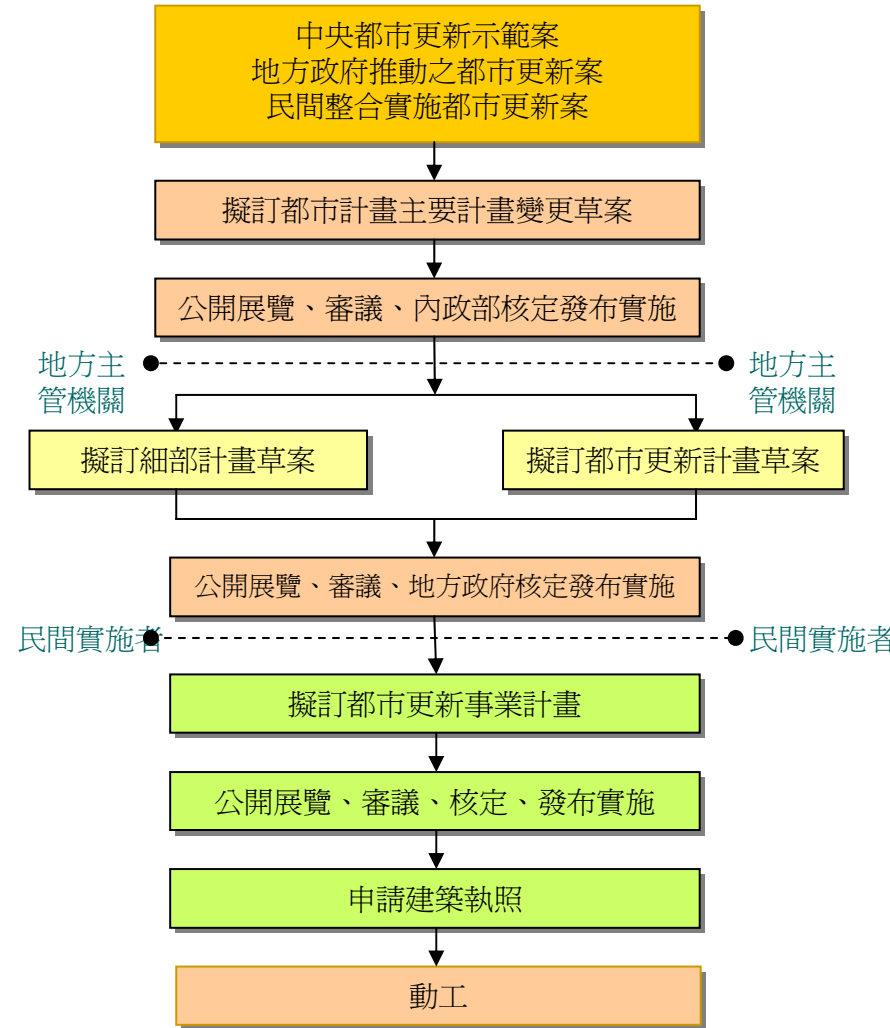 中央都市更新示範案
地方政府推動之都市更新案
民間整合實施都市更新案
擬訂都市計畫主要計畫變更草案
公開展覽、審議、內政部核定發布實施
地方主
管機關
地方主
管機關
擬訂細部計畫草案
擬訂都市更新計畫草案
公開展覽、審議、地方政府核定發布實施
民間實施者
民間實施者
擬訂都市更新事業計畫
公開展覽、審議、核定、發布實施
申請建築執照
動工